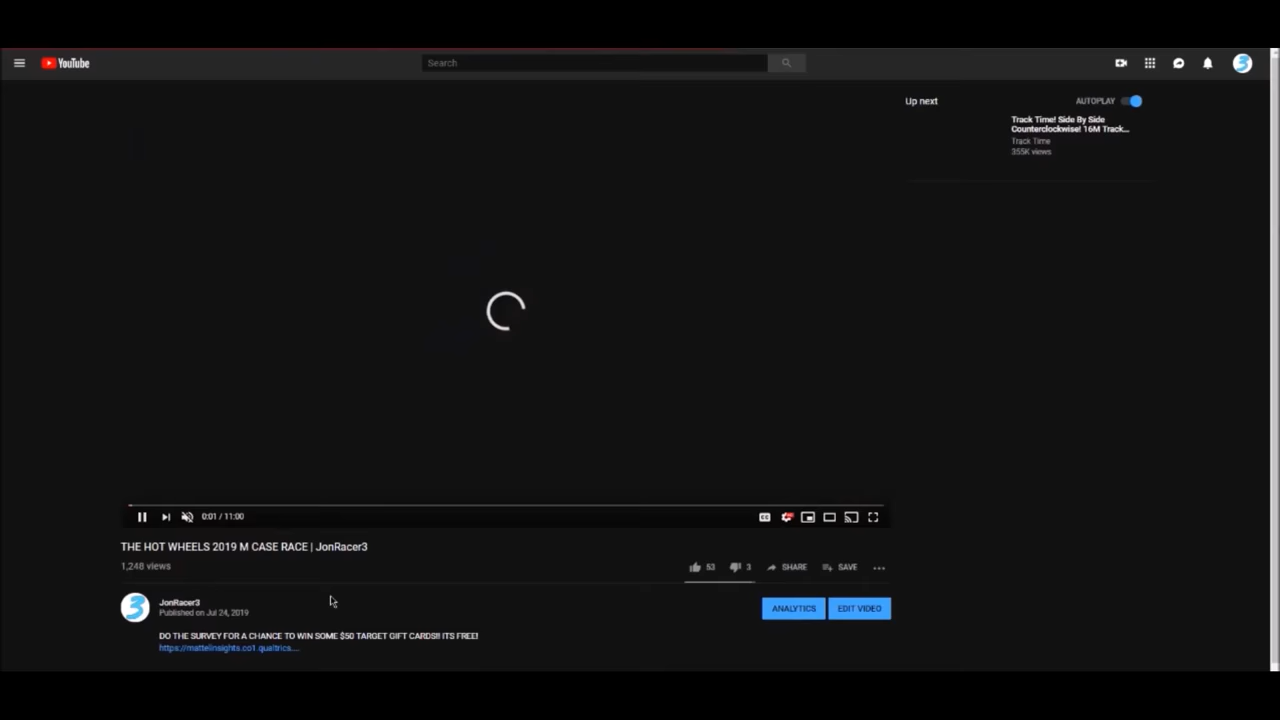 YouTube
Search
Up next
AUTOPLAY
Track Time! Side By Side
Counterclockwise! 16M Track...
Track Time
355K views
0:01 / 11:00
CC
THE HOT WHEELS 2019 M CASE RACE | JonRacer3
1,248 views
53
3
SHARE
SAVE
3
JonRacer3
Published on Jul 24, 2019
ANALYTICS
EDIT VIDEO
DO THE SURVEY FOR A CHANCE TO WIN SOME $50 TARGET GIFT CARDS!! ITS FREE!
https://mattelinsights.co1.qualtrics....